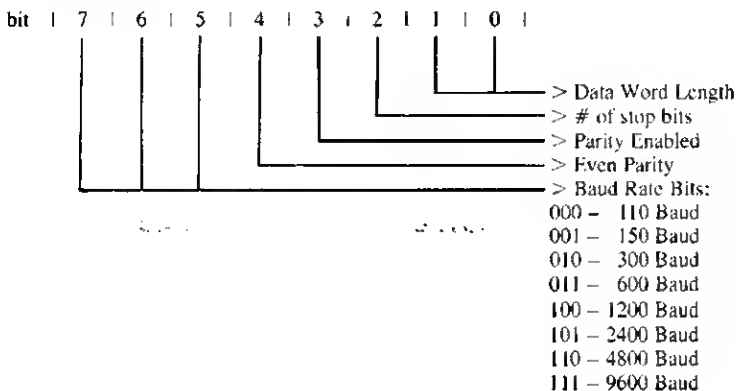 bit | 7 | 6 | 5 | 4 | 3 | 2 | 1 | 0 |
> Data Word Length
> # of stop bits
> Parity Enabled
> Even Parity
> Baud Rate Bits:
000 – 110 Baud
001 – 150 Baud
010 – 300 Baud
011 – 600 Baud
100 – 1200 Baud
101 – 2400 Baud
110 – 4800 Baud
111 – 9600 Baud